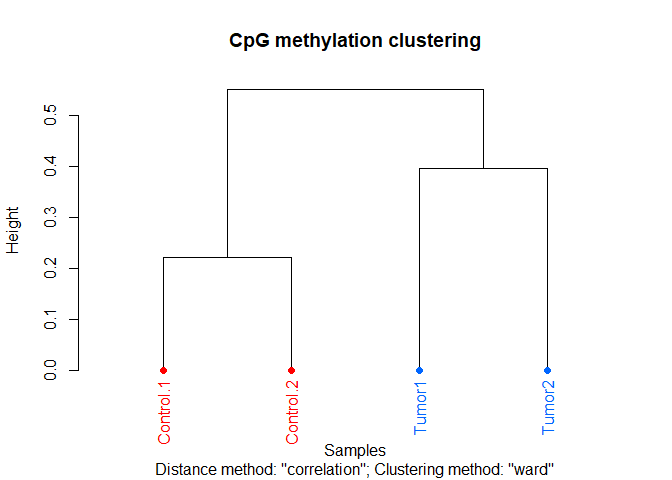 CpG methylation clustering
0.5
0.4
0.3
0.2
0.1
0.0
Height
Control.1
Control.2
Tumor1
Tumor2
Samples
Distance method: "correlation"; Clustering method: "ward"